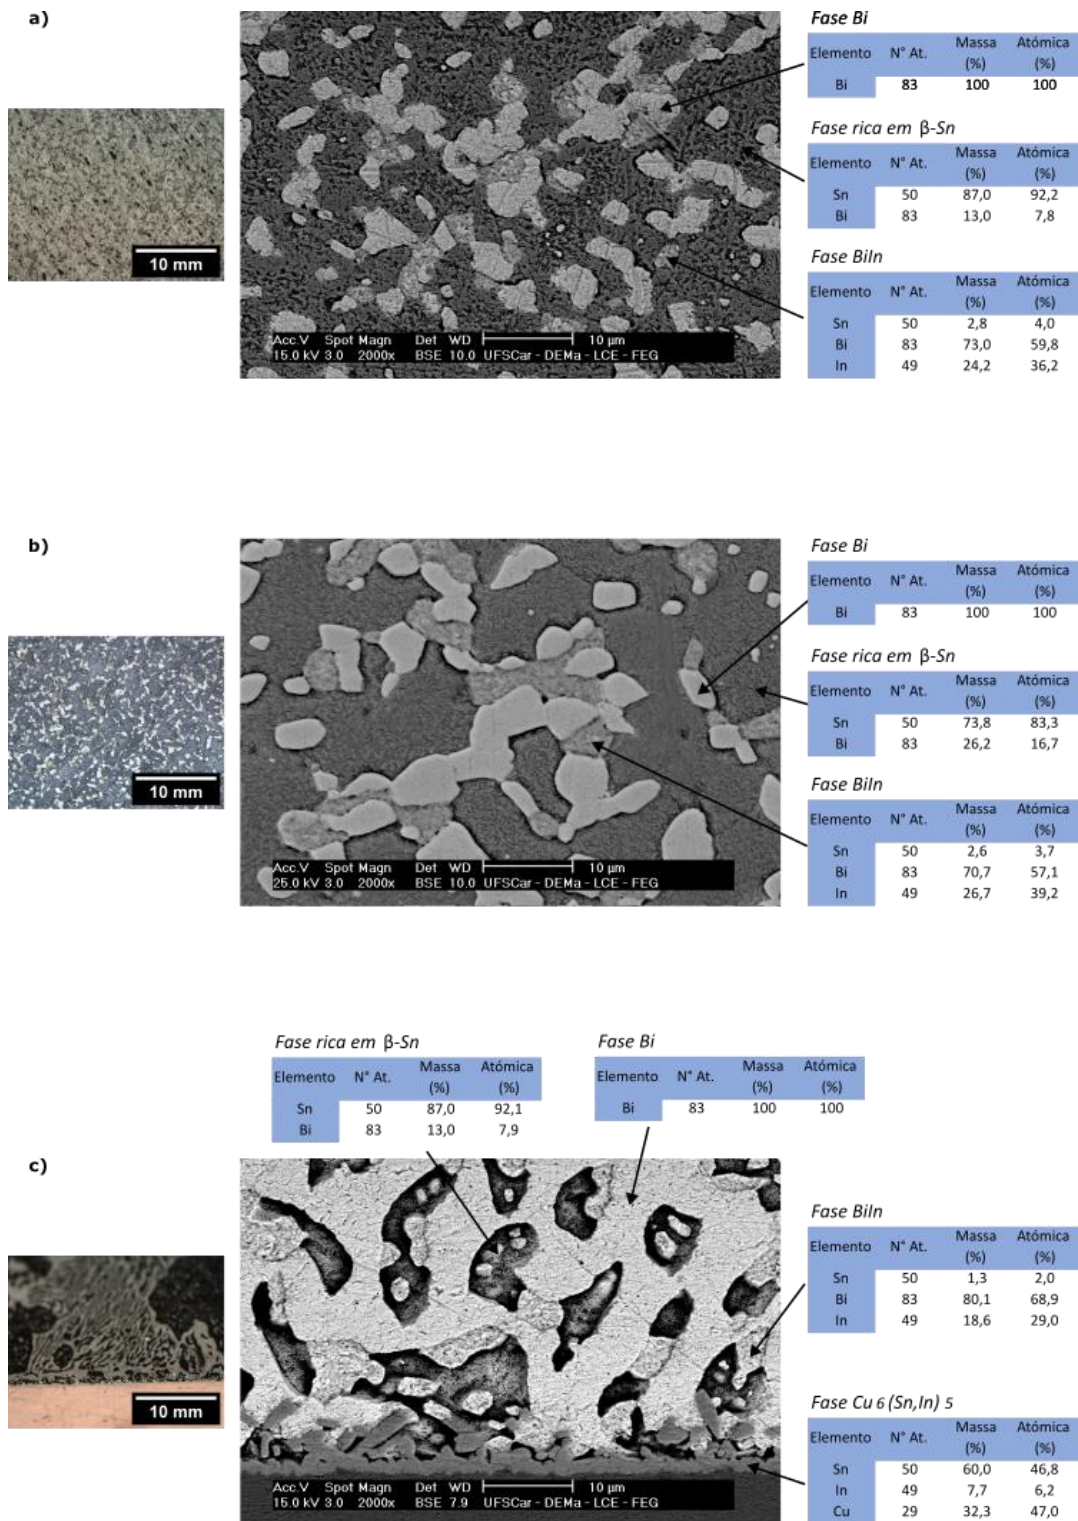 a)
10 mm
Acc.V Spot Magn Det WD 10 µm
15.0 kV 3.0 2000x BSE 10.0 UFSCar - DEMa - LCE - FEG
Fase Bi
Elemento N° At. Massa (%) Atómica (%)
Bi 83 100 100
Fase rica em β-Sn
Elemento N° At. Massa (%) Atómica (%)
Sn 50 87,0 92,2
Bi 83 13,0 7,8
Fase BiIn
Elemento N° At. Massa (%) Atómica (%)
Sn 50 2,8 4,0
Bi 83 73,0 59,8
In 49 24,2 36,2
b)
10 mm
Acc.V Spot Magn Det WD 10 µm
25.0 kV 3.0 2000x BSE 10.0 UFSCar - DEMa - LCE - FEG
Fase Bi
Elemento N° At. Massa (%) Atómica (%)
Bi 83 100 100
Fase rica em β-Sn
Elemento N° At. Massa (%) Atómica (%)
Sn 50 73,8 83,3
Bi 83 26,2 16,7
Fase BiIn
Elemento N° At. Massa (%) Atómica (%)
Sn 50 2,6 3,7
Bi 83 70,7 57,1
In 49 26,7 39,2
Fase rica em β-Sn
Elemento N° At. Massa (%) Atómica (%)
Sn 50 87,0 92,1
Bi 83 13,0 7,9
Fase Bi
Elemento N° At. Massa (%) Atómica (%)
Bi 83 100 100
c)
10 mm
Acc.V Spot Magn Det WD 10 µm
15.0 kV 3.0 2000x BSE 7.9 UFSCar - DEMa - LCE - FEG
Fase BiIn
Elemento N° At. Massa (%) Atómica (%)
Sn 50 1,3 2,0
Bi 83 80,1 68,9
In 49 18,6 29,0
Fase Cu 6 (Sn,In) 5
Elemento N° At. Massa (%) Atómica (%)
Sn 50 60,0 46,8
In 49 7,7 6,2
Cu 29 32,3 47,0